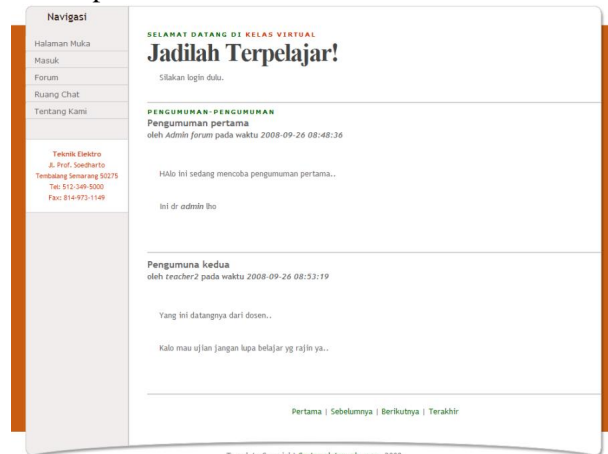 Navigasi
Halaman Muka
Masuk
Forum
Ruang Chat
Tentang Kami
Teknik Elektro
Jl. Prof. Soedharto
Tembalang Semarang 50275
Tel: 512-349-5000
Fax: 814-973-1149
SELAMAT DATANG DI KELAS VIRTUAL
Jadilah Terpelajar!
Silakan login dulu.
PENGUMUMAN-PENGUMUMAN
Pengumuman pertama
oleh Admin forum pada waktu 2008-09-26 08:48:36
HAlo ini sedang mencoba pengumuman pertama..
Ini dr admin lho
Pengumuna kedua
oleh teacher2 pada waktu 2008-09-26 08:53:19
Yang ini datangnya dari dosen..
Kalo mau ujian jangan lupa belajar yg rajin ya..
Pertama | Sebelumnya | Berikutnya | Terakhir